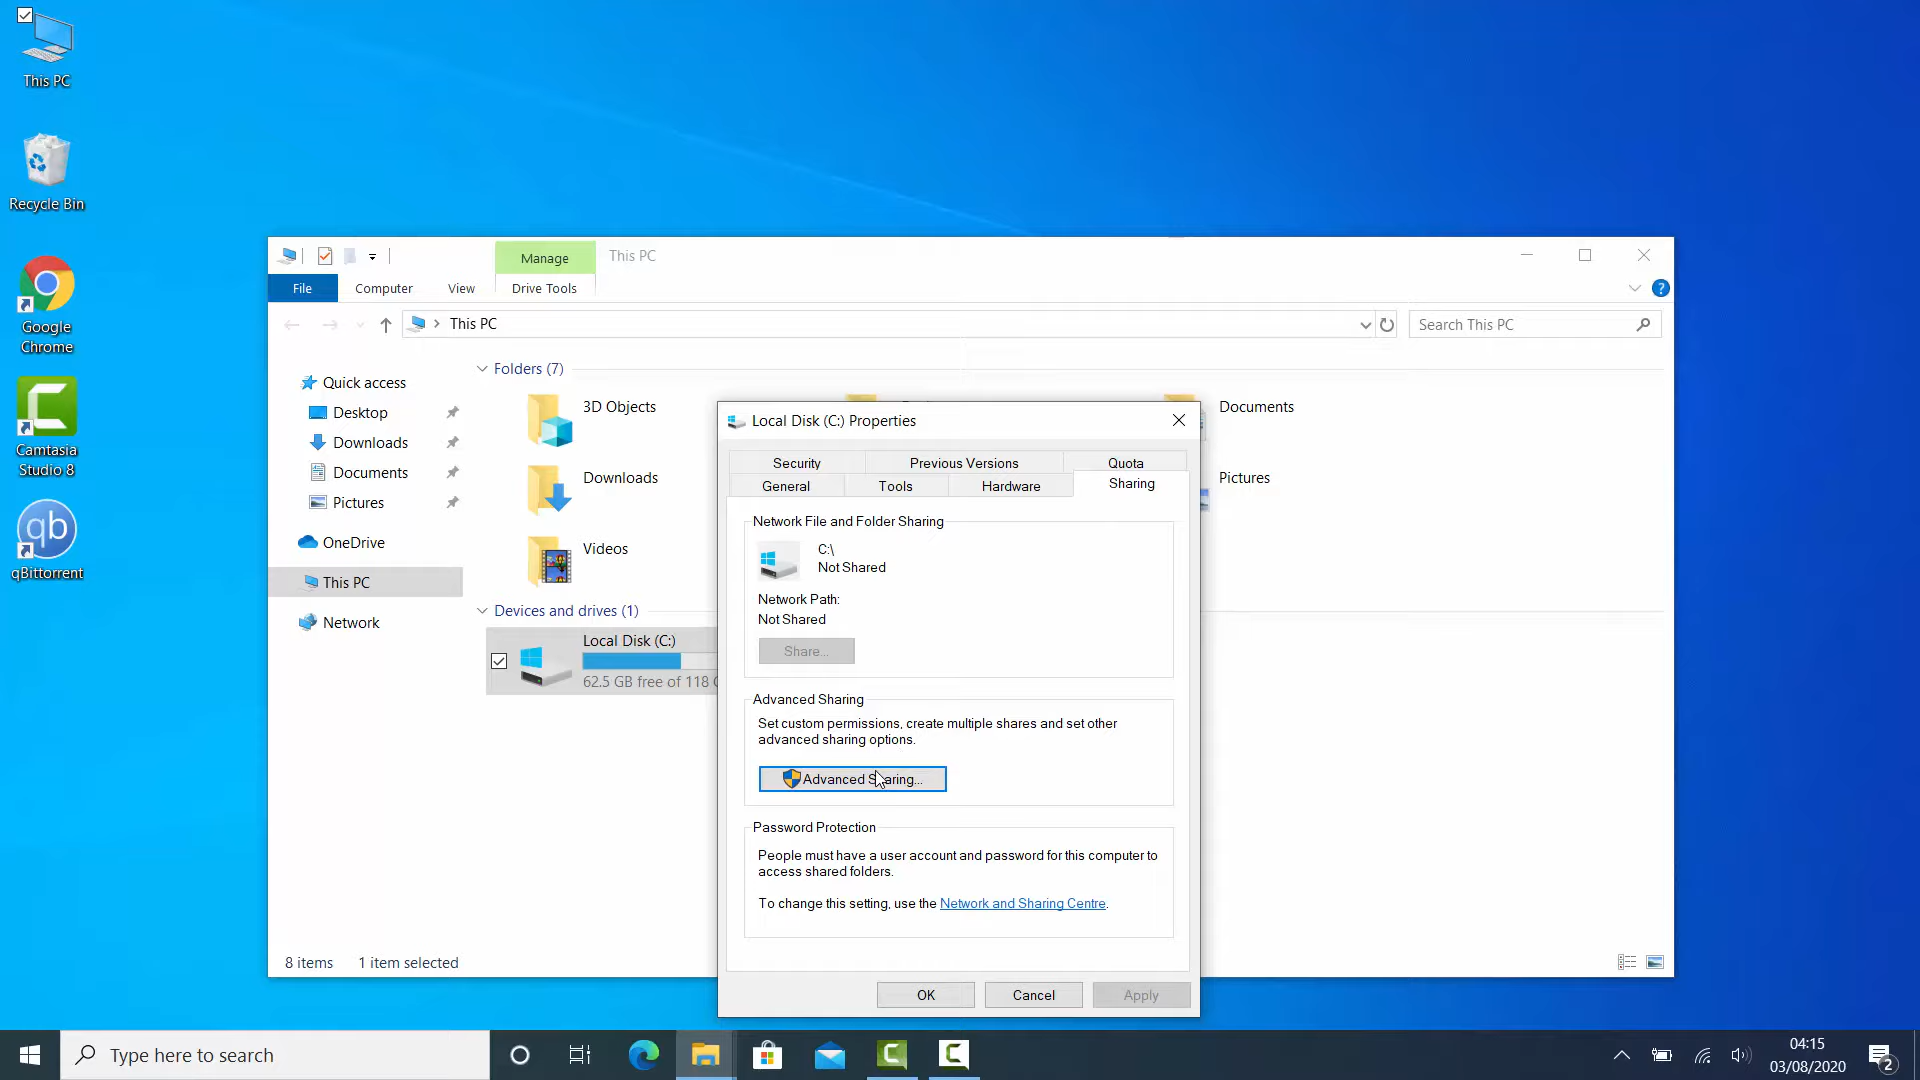 This PC
Recycle Bin
Google
Chrome
Camtasia
Studio 8
qb
qBittorrent
Manage
This PC
File
Computer
View
Drive Tools
This PC
Search This PC
Quick access
Desktop
Downloads
Documents
Pictures
OneDrive
This PC
Network
Folders (7)
3D Objects
Documents
Downloads
Pictures
Videos
Devices and drives (1)
Local Disk (C:)
62.5 GB free of 118
8 items
1 item selected
Local Disk (C:) Properties
Security
Previous Versions
Quota
General
Tools
Hardware
Sharing
Network File and Folder Sharing
C:\
Not Shared
Network Path:
Not Shared
Share...
Advanced Sharing
Set custom permissions, create multiple shares and set other
advanced sharing options.
Advanced Sharing...
Password Protection
People must have a user account and password for this computer to
access shared folders.
To change this setting, use the Network and Sharing Centre.
OK
Cancel
Apply
Type here to search
04:15
03/08/2020
2